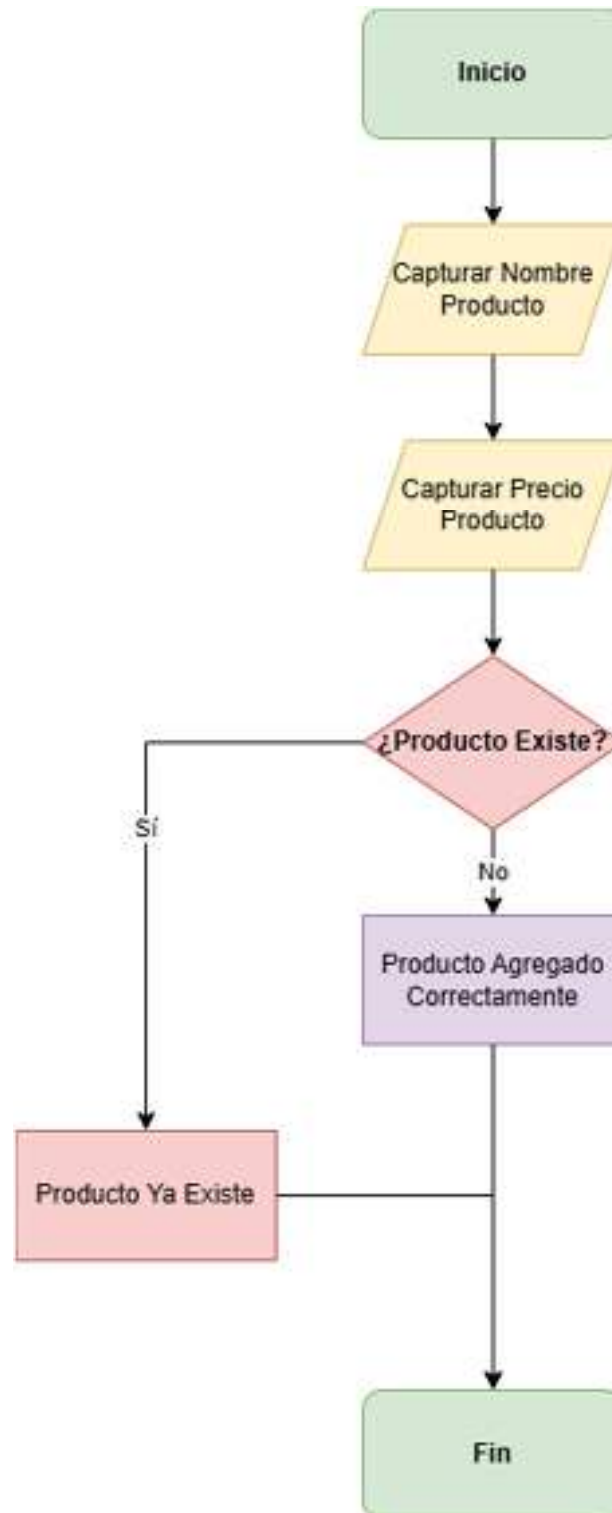 Inicio
Capturar Nombre
Producto
Capturar Precio
Producto
¿Producto Existe?
Sí
No
Producto Agregado
Correctamente
Producto Ya Existe
Fin